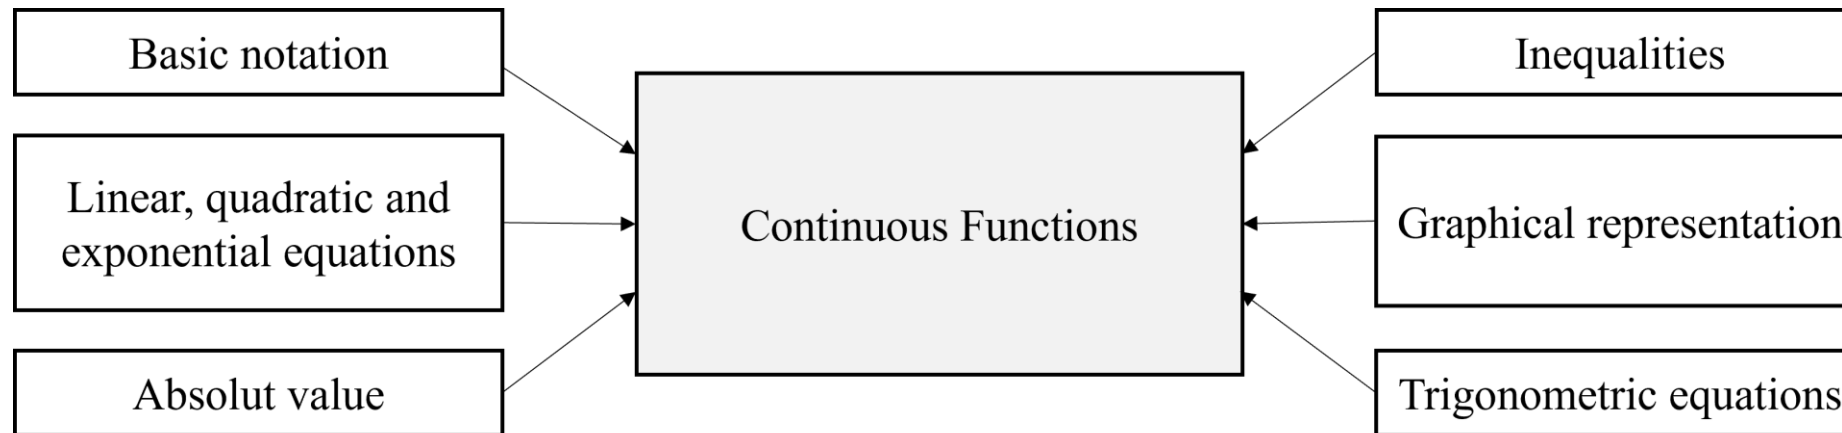 Basic notation
Linear, quadratic and
exponential equations
Absolut value
Continuous Functions
Inequalities
Graphical representation
Trigonometric equations